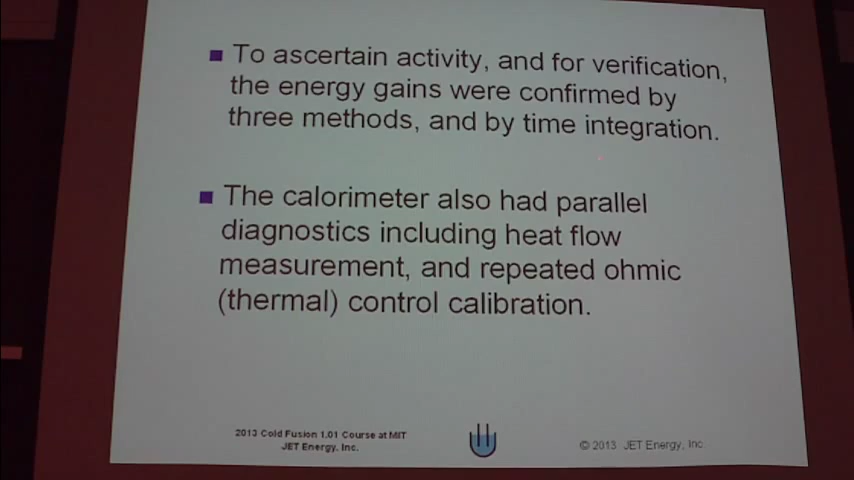 To ascertain activity, and for verification,
the energy gains were confirmed by
three methods, and by time integration.
The calorimeter also had parallel
diagnostics including heat flow
measurement, and repeated ohmic
(thermal) control calibration.
2013 Cold Fusion 1.01 Course at MIT
JET Energy, Inc.
© 2013 JET Energy, Inc.